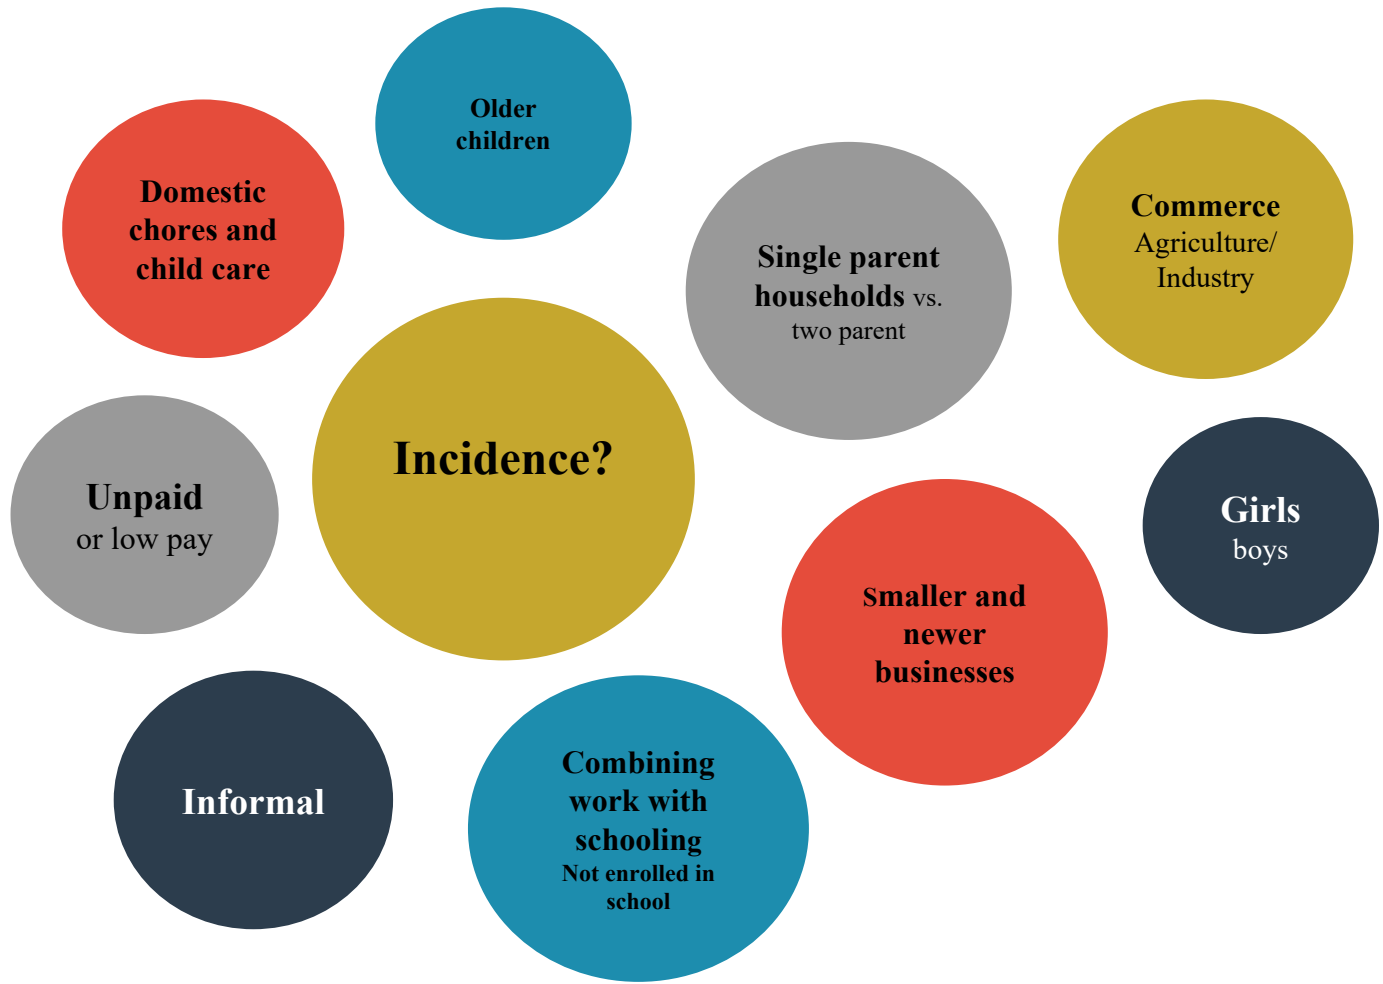 Older
children
Domestic
chores and
child care
Commerce
Agriculture/
Industry
Single parent
households vs.
two parent
Incidence?
Unpaid
or low pay
Girls
boys
Smaller and
newer
businesses
Informal
Combining
work with
schooling
Not enrolled in
school